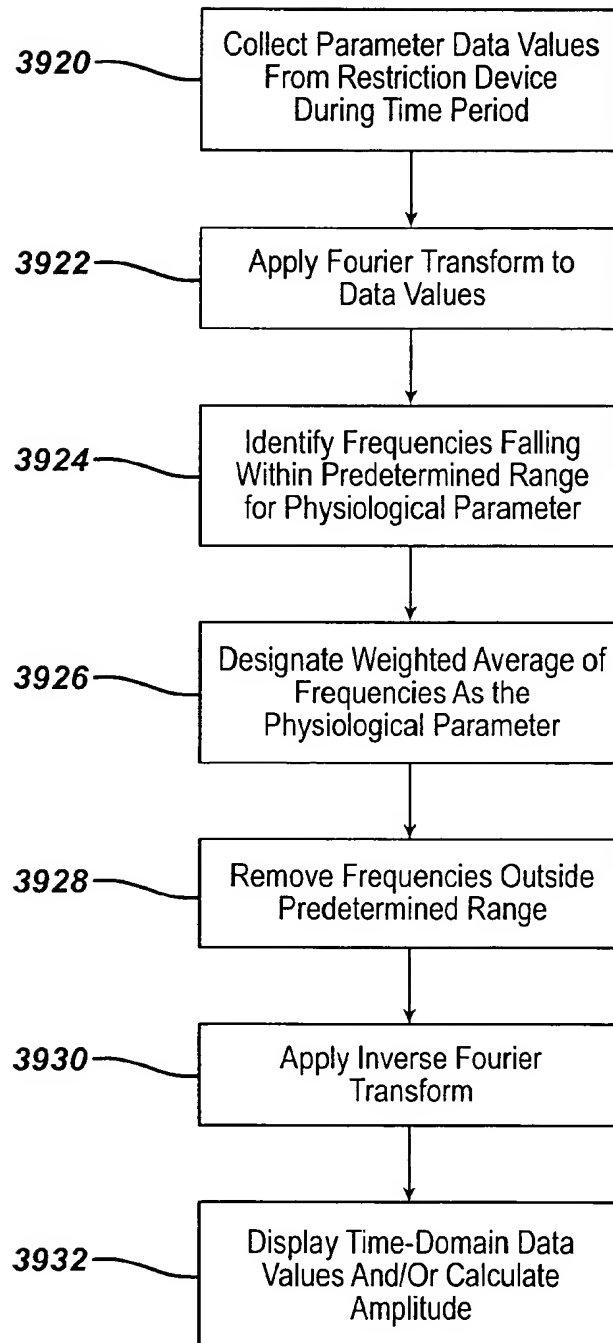 3920
Collect Parameter Data Values
From Restriction Device
During Time Period
3922
Apply Fourier Transform to
Data Values
3924
Identify Frequencies Falling
Within Predetermined Range
for Physiological Parameter
3926
Designate Weighted Average of
Frequencies As the
Physiological Parameter
3928
Remove Frequencies Outside
Predetermined Range
3930
Apply Inverse Fourier
Transform
3932
Display Time-Domain Data
Values And/Or Calculate
Amplitude